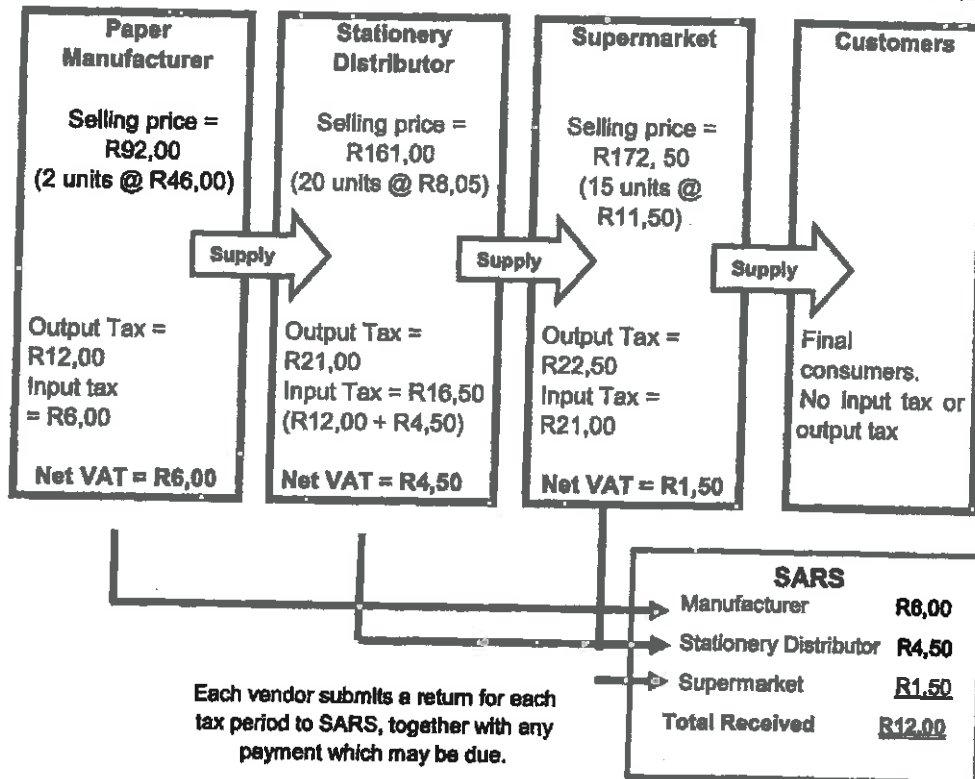 Paper
Manufacturer
Selling price =
R92,00
(2 units @ R46,00)
Supply
Output Tax =
R12,00
Input tax
= R6,00
Net VAT = R6,00
Stationery
Distributor
Selling price =
R161,00
(20 units @ R8,05)
Supply
Output Tax =
R21,00
Input Tax = R16,50
(R12,00 + R4,50)
Net VAT = R4,50
Supermarket
Selling price =
R172, 50
(15 units @
R11,50)
Supply
Output Tax =
R22,50
Input Tax =
R21,00
Net VAT = R1,50
Customers
Final
consumers.
No input tax or
output tax
SARS
Manufacturer R6,00
Stationery Distributor R4,50
Supermarket R1,50
Total Received R12,00
Each vendor submits a return for each
tax period to SARS, together with any
payment which may be due.